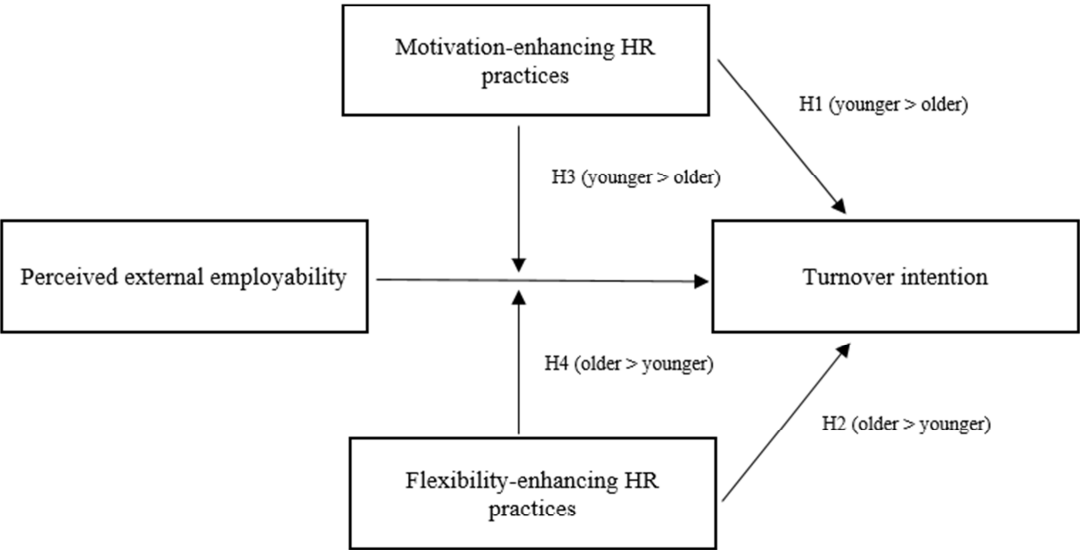 Motivation-enhancing HR
practices
H1 (younger > older)
H3 (younger > older)
Perceived external employability
Turnover intention
H4 (older > younger)
H2 (older > younger)
Flexibility-enhancing HR
practices